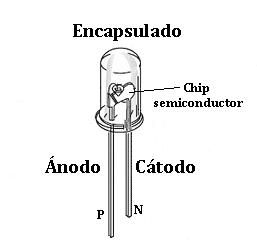 Encapsulado
Chip
semiconductor
Ánodo
Cátodo
P
N